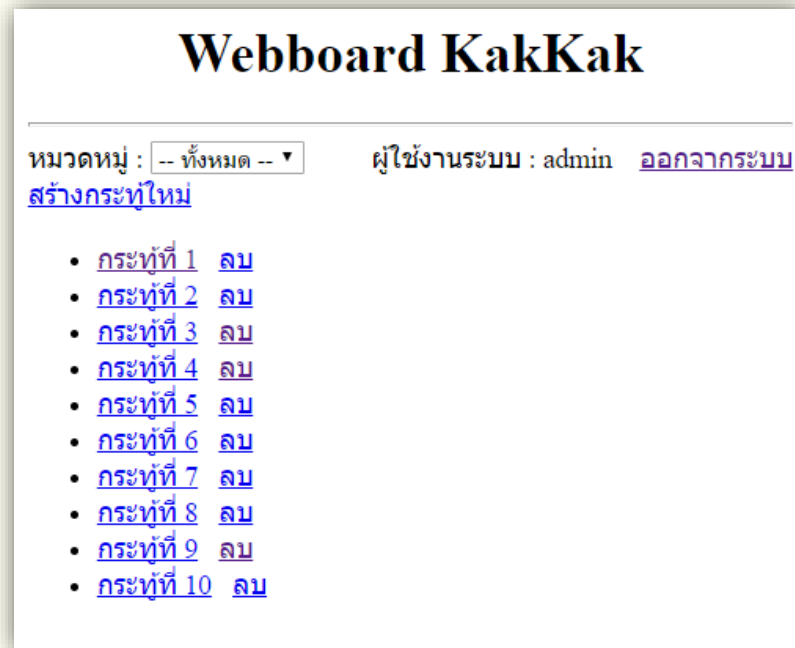 Webboard KakKak
หมวดหมู่ : -- ทั้งหมด -- ผู้ใช้งานระบบ : admin ออกจากระบบ
สร้างกระทู้ใหม่
กระทู้ที่ 1 ลบ
กระทู้ที่ 2 ลบ
กระทู้ที่ 3 ลบ
กระทู้ที่ 4 ลบ
กระทู้ที่ 5 ลบ
กระทู้ที่ 6 ลบ
กระทู้ที่ 7 ลบ
กระทู้ที่ 8 ลบ
กระทู้ที่ 9 ลบ
กระทู้ที่ 10 ลบ